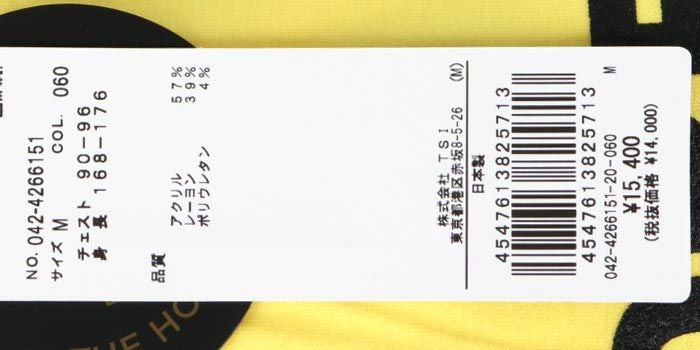 NO. 042-4266151
サイズ M COL. 060
チェスト 90-96
身長 168-176
品質
アクリル 57%
レーヨン 39%
ポリウレタン 4%
株式会社 TSI
東京都港区赤坂8-5-26 (M)
日本製
4547613825713
4547613825713
042-4266151-20-060 M
¥15,400
(税抜価格 ¥14,000)
THE HO